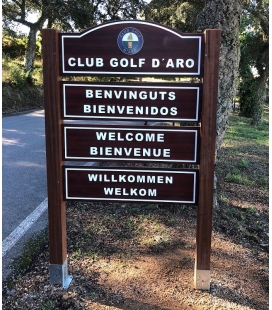 CLUB GOLF D´ARO
BENVINGUTS
BIENVENIDOS
WELCOME
BIENVENUE
WILLKOMMEN
WELKOM